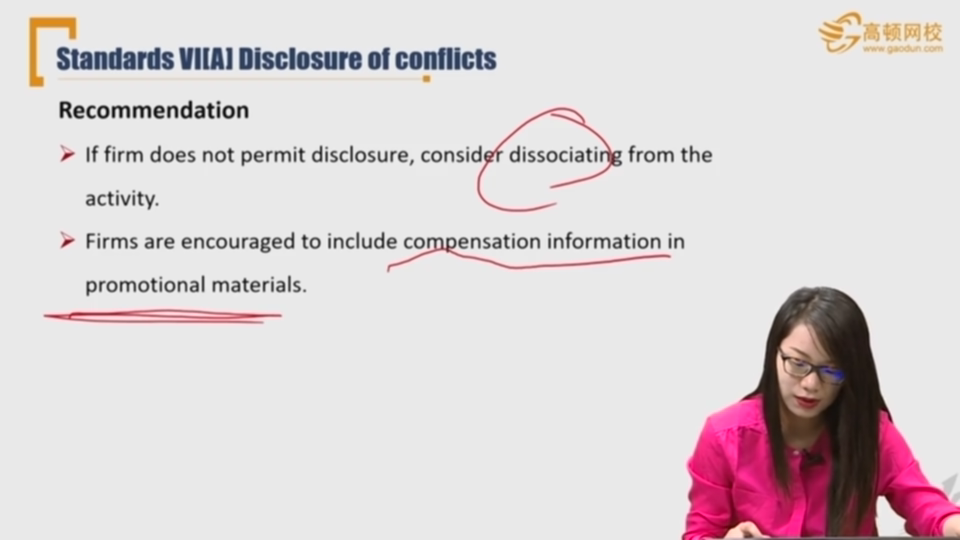 Standards VI[A] Disclosure of conflicts
高顿网校
www.gaodun.com
Recommendation
If firm does not permit disclosure, consider dissociating from the
activity.
Firms are encouraged to include compensation information in
promotional materials.